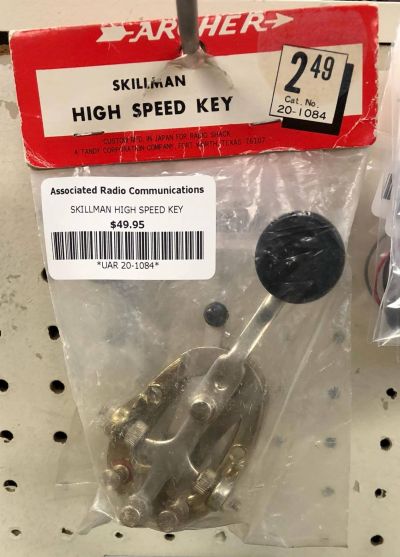 ARCHER
SKILLMAN
HIGH SPEED KEY
2 49
Cat. No.
20-1084
CUSTOM MFD. IN JAPAN FOR RADIO SHACK
A TANDY CORPORATION COMPANY, FORT WORTH, TEXAS 76107
Associated Radio Communications
SKILLMAN HIGH SPEED KEY
$49.95
*UAR 20-1084*